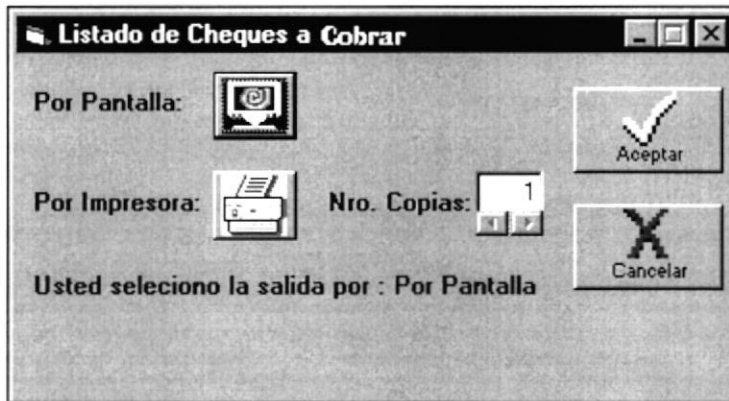 Listado de Cheques a Cobrar
Por Pantalla:
Aceptar
Por Impresora:
Nro. Copias:
1
Cancelar
Usted seleciono la salida por : Por Pantalla